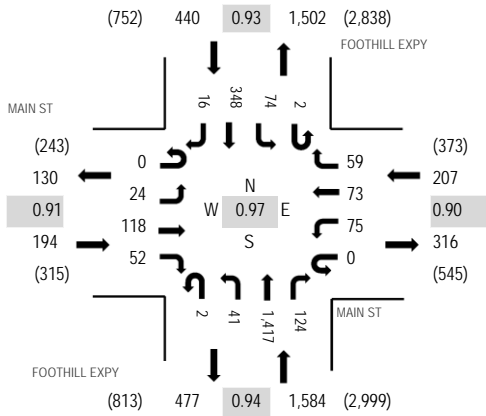 (752) 440 0.93 1,502 (2,838)
FOOTHILL EXPY
16 348 74 2
MAIN ST
(243) 0 59 (373)
130 24 N 73 207
0.91 118 W 0.97 E 75 0.90
194 52 S 0 316
(315) (545)
2 41 1,417 124
MAIN ST
FOOTHILL EXPY
(813) 477 0.94 1,584 (2,999)